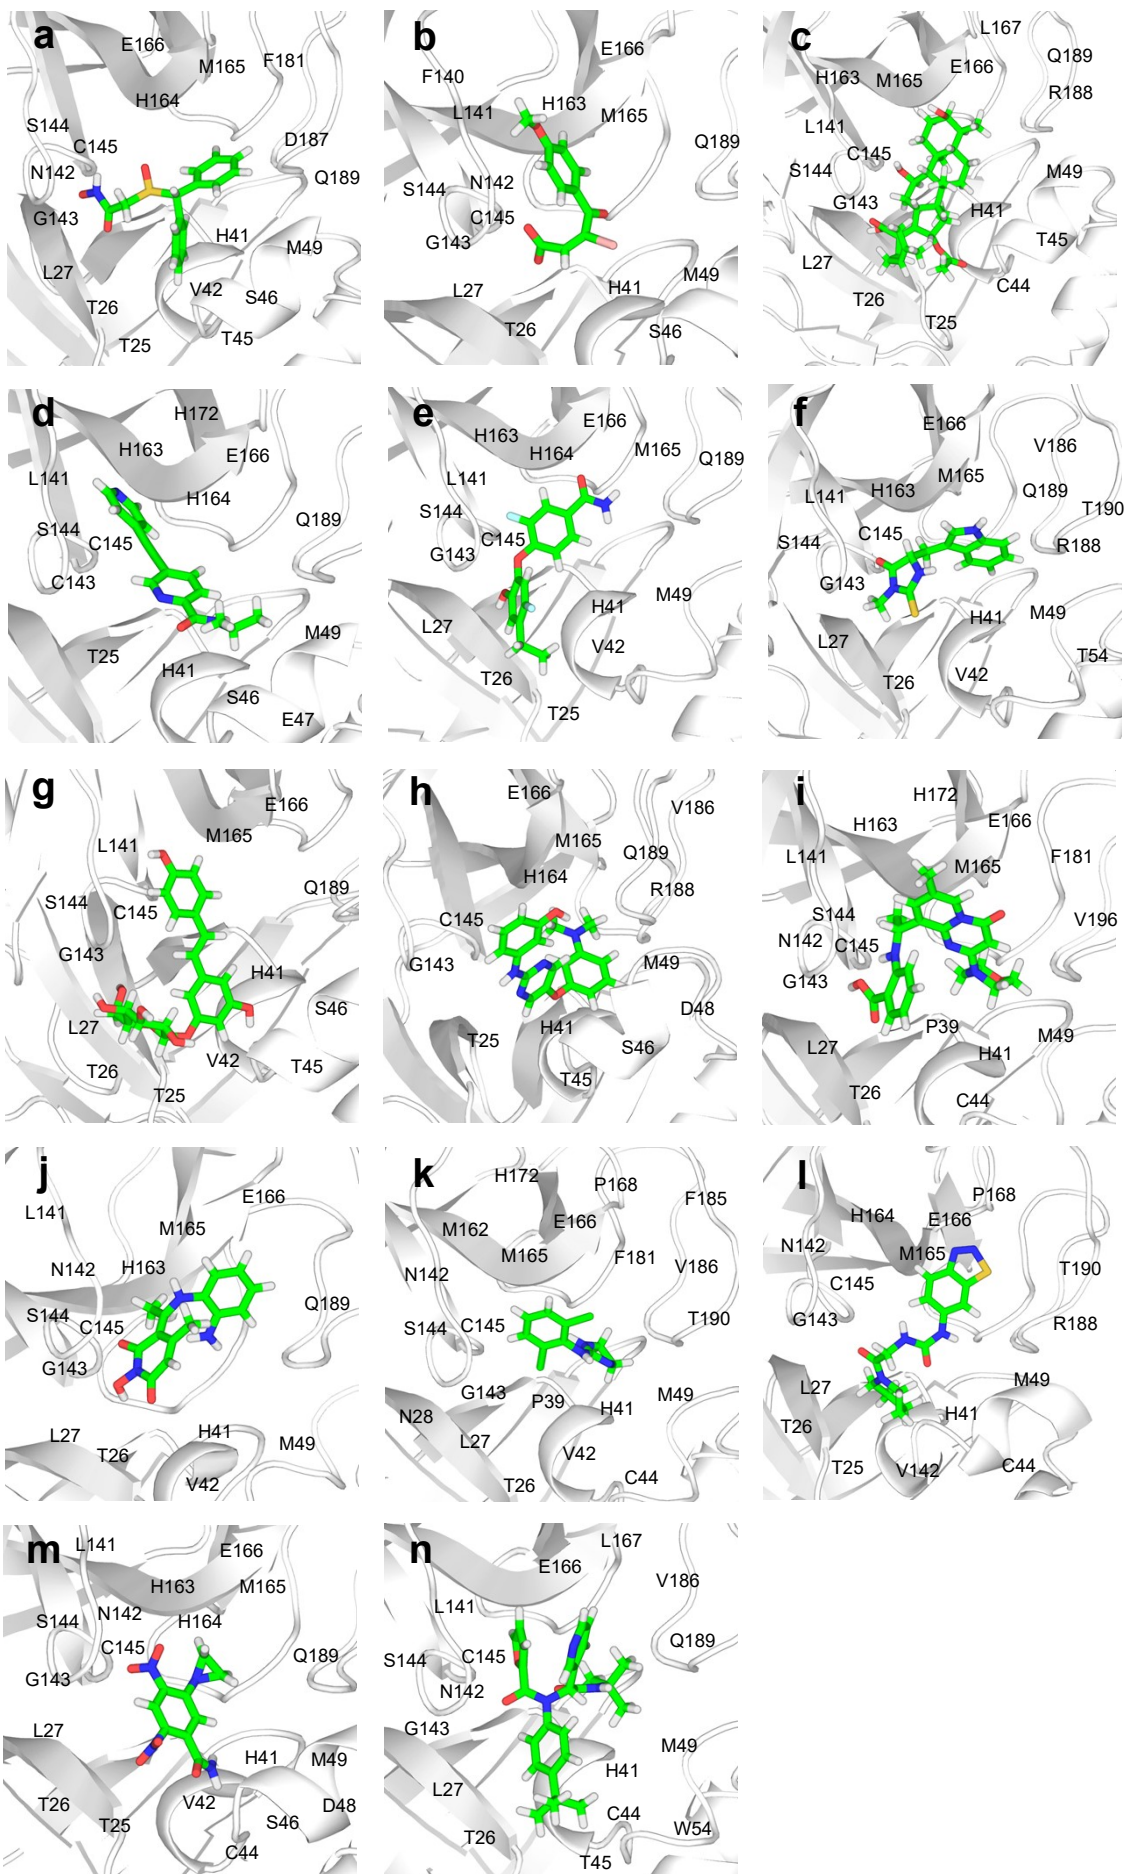 a
E166
M165
F181
H164
S144
C145
D187
N142
Q189
G143
H41
M49
L27
V42
S46
T26
T25
T45
b
E166
F140
H163
L141
M165
Q189
N142
S144
C145
G143
M49
L27
H41
T26
S46
c
L167
Q189
E166
H163
M165
R188
L141
C145
S144
M49
G143
H41
T45
L27
C44
T26
T25
d
H172
H163
E166
L141
H164
Q189
S144
C145
C143
M49
T25
H41
S46
E47
e
E166
H163
H164
M165
Q189
L141
S144
C145
G143
M49
H41
L27
V42
T26
T25
f
E166
V186
M165
H163
Q189
L141
T190
C145
S144
R188
G143
H41
M49
L27
T54
V42
T26
g
E166
M165
L141
Q189
S144
C145
G143
H41
S46
L27
V42
T45
T26
T25
h
E166
V186
M165
Q189
H164
R188
C145
G143
M49
D48
H41
T25
S46
T45
i
H172
H163
E166
L141
M165
F181
S144
V196
N142
C145
G143
P39
M49
L27
H41
T26
C44
j
E166
L141
M165
N142
H163
Q189
S144
C145
G143
L27
H41
M49
T26
V42
k
H172
P168
F185
M162
E166
M165
F181
N142
V186
S144
C145
T190
G143
P39
M49
N28
H41
L27
V42
C44
T26
l
P168
H164
E166
N142
M165
T190
C145
G143
R188
L27
M49
H41
T26
T25
V142
C44
m
L141
E166
H163
M165
N142
S144
H164
C145
Q189
G143
L27
H41
M49
V42
D48
T26
T25
S46
C44
n
L167
E166
V186
L141
Q189
S144
C145
N142
G143
M49
H41
L27
C44
W54
T26
T45